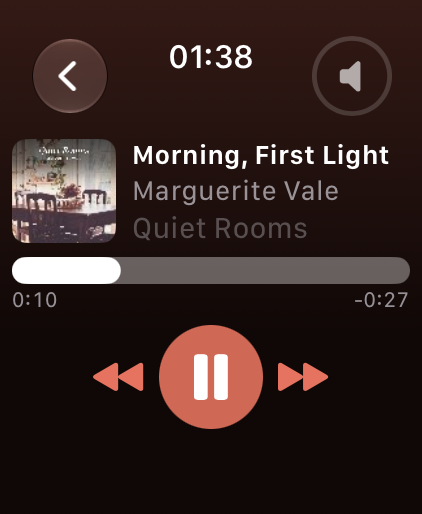 01:38
Morning, First Light
Marguerite Vale
Quiet Rooms
0:10
-0:27